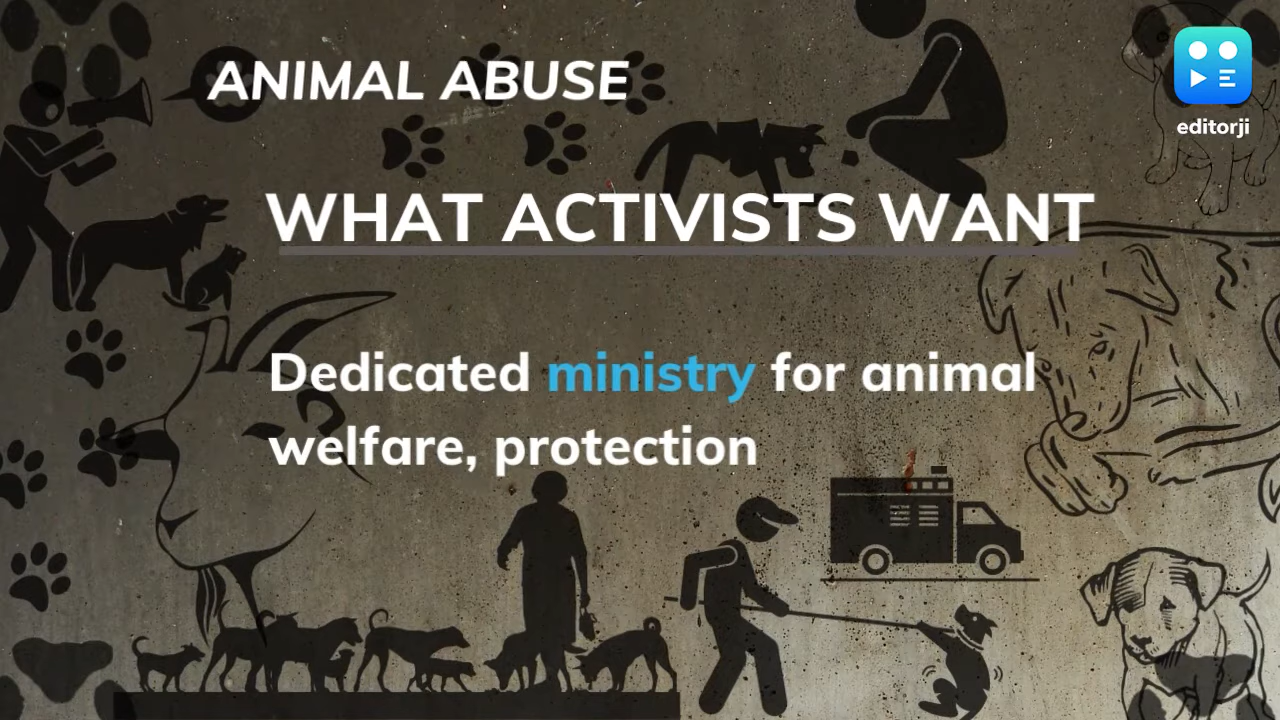 ANIMAL ABUSE
editorji
WHAT ACTIVISTS WANT
Dedicated ministry for animal
welfare, protection